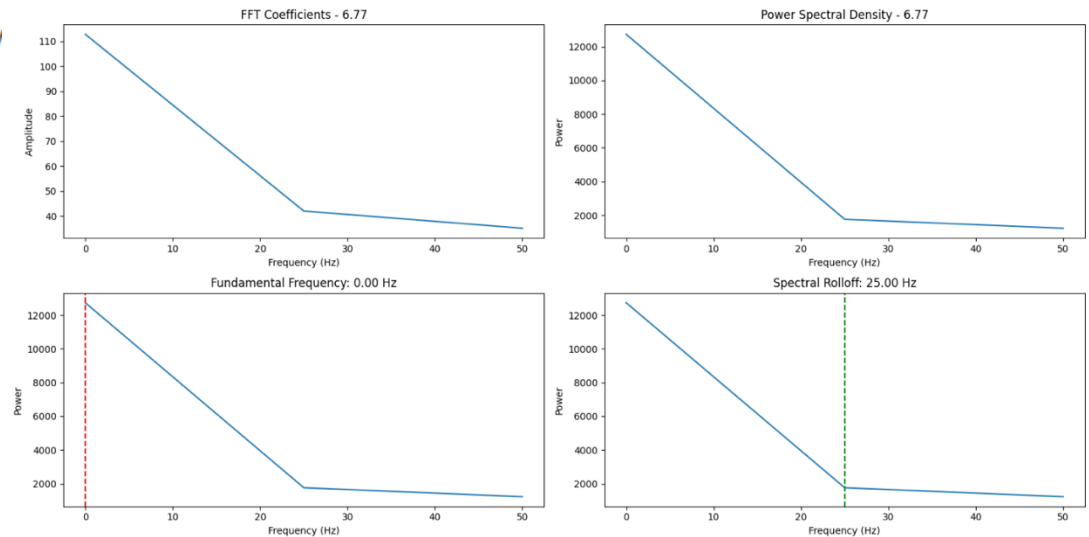 FFT Coefficients - 6.77
110
100
90
80
70
60
50
40
Amplitude
0 10 20 30 40 50
Frequency (Hz)
Power Spectral Density - 6.77
12000
10000
8000
6000
4000
2000
Power
0 10 20 30 40 50
Frequency (Hz)
Fundamental Frequency: 0.00 Hz
12000
10000
8000
6000
4000
2000
Power
0 10 20 30 40 50
Frequency (Hz)
Spectral Rolloff: 25.00 Hz
12000
10000
8000
6000
4000
2000
Power
0 10 20 30 40 50
Frequency (Hz)